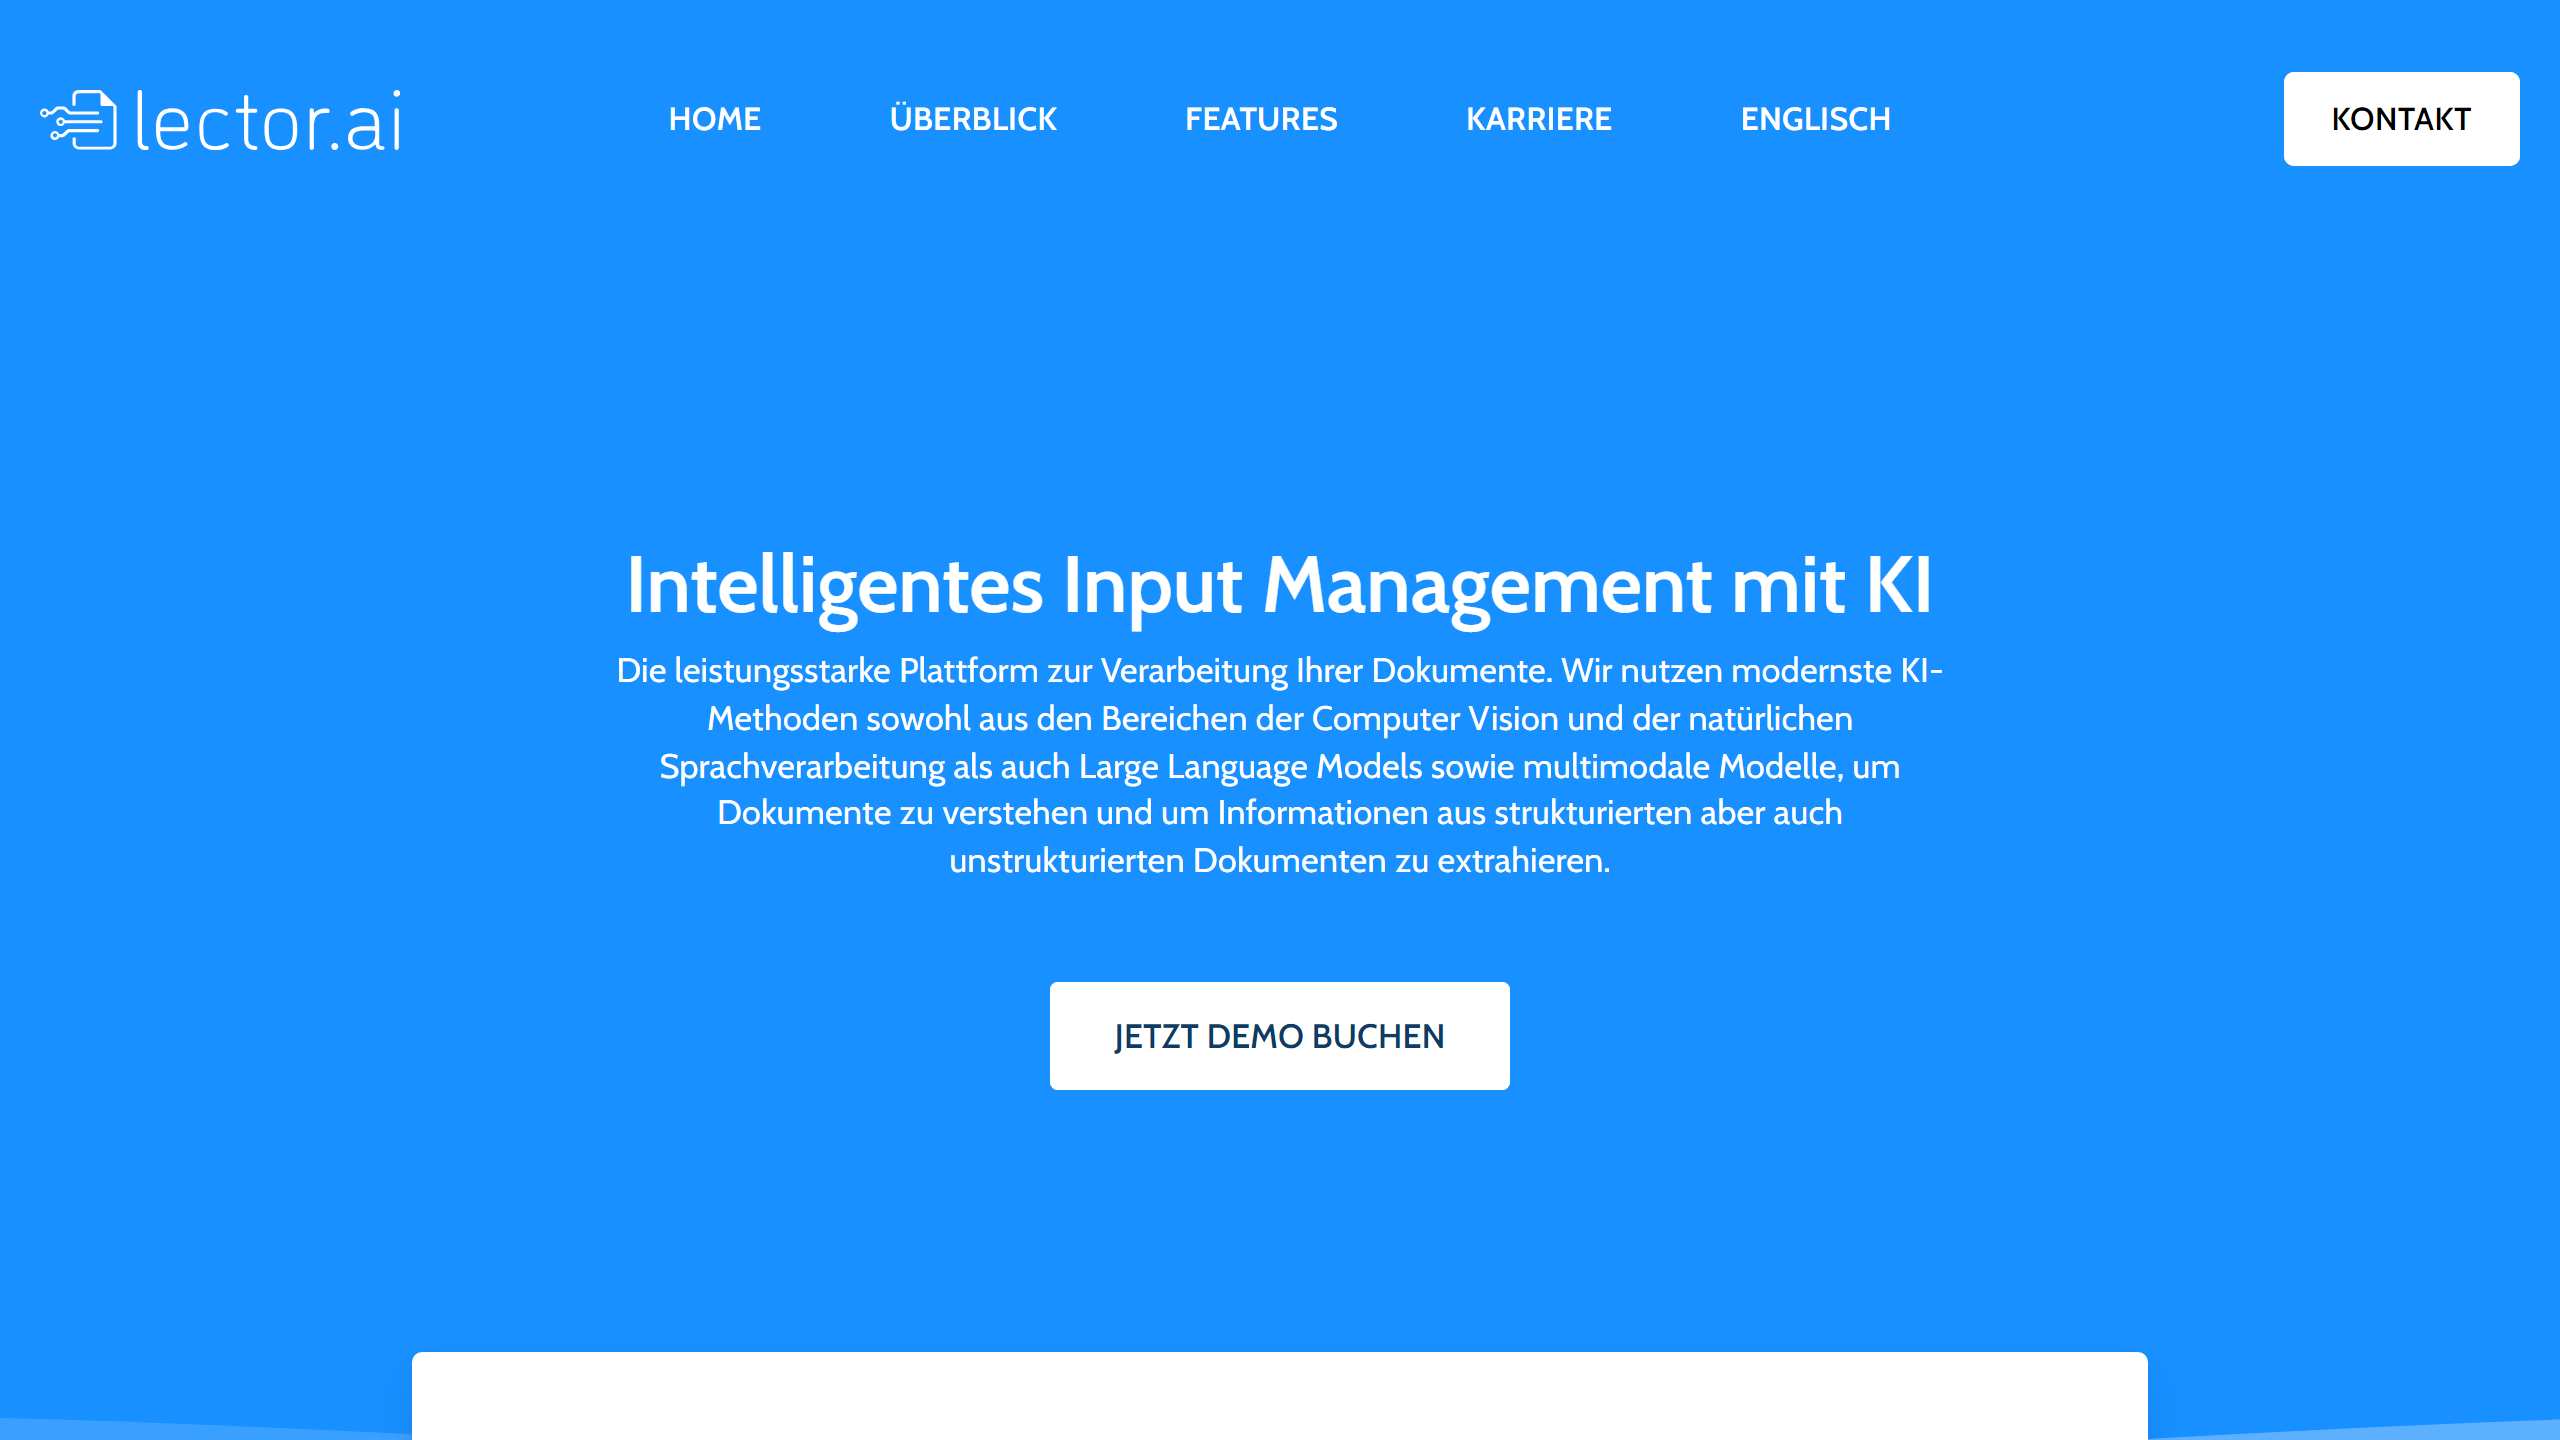 lector.ai
HOME
ÜBERBLICK
FEATURES
KARRIERE
ENGLISCH
KONTAKT
Intelligentes Input Management mit KI
Die leistungsstarke Plattform zur Verarbeitung Ihrer Dokumente. Wir nutzen modernste KI-
Methoden sowohl aus den Bereichen der Computer Vision und der natürlichen
Sprachverarbeitung als auch Large Language Models sowie multimodale Modelle, um
Dokumente zu verstehen und um Informationen aus strukturierten aber auch
unstrukturierten Dokumenten zu extrahieren.
JETZT DEMO BUCHEN